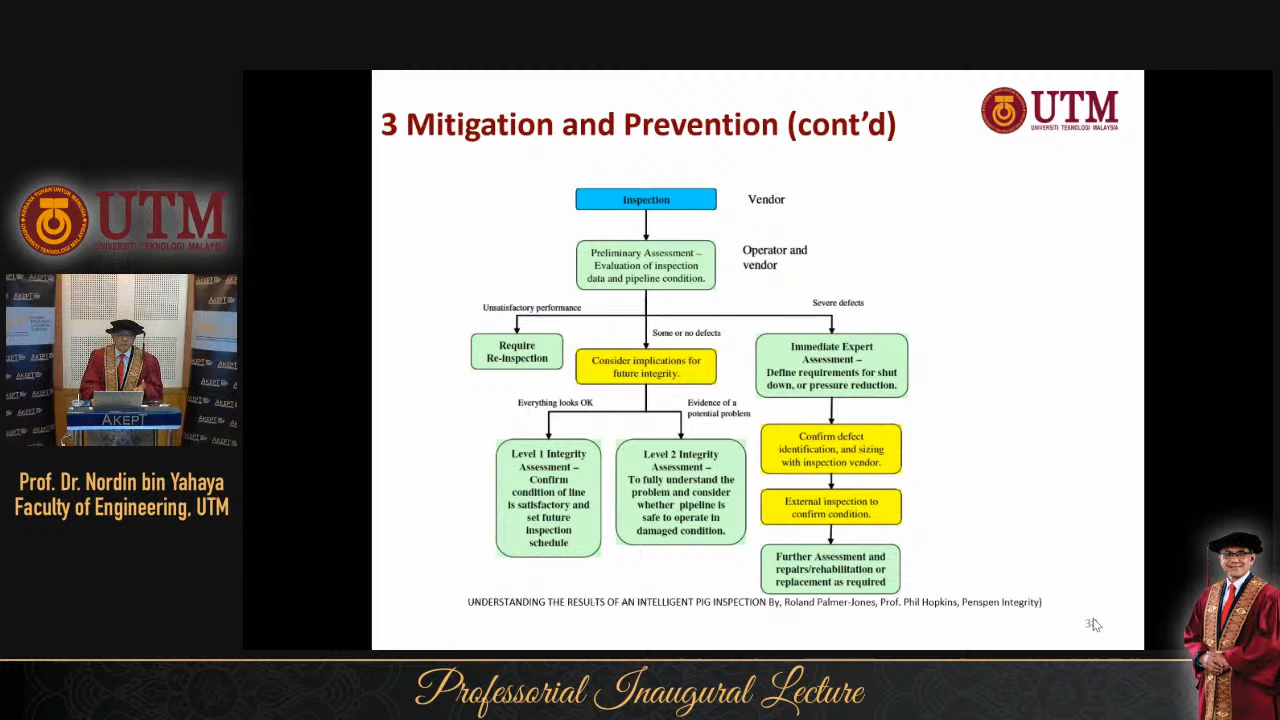 3 Mitigation and Prevention (cont'd)
UTM
UNIVERSITI TEKNOLOGI MALAYSIA
Inspection
Vendor
Preliminary Assessment –
Evaluation of inspection
data and pipeline condition.
Operator and
vendor
Unsatisfactory performance
Severe defects
Some or no defects
Require
Re-inspection
Consider implications for
future integrity.
Immediate Expert
Assessment –
Define requirements for shut
down, or pressure reduction.
Everything looks OK
Evidence of a
potential problem
Level 1 Integrity
Assessment –
Confirm
condition of line
is satisfactory and
set future
inspection
schedule
Level 2 Integrity
Assessment –
To fully understand the
problem and consider
whether pipeline is
safe to operate in
damaged condition.
Confirm defect
identification, and sizing
with inspection vendor.
External inspection to
confirm condition.
Further Assessment and
repairs/rehabilitation or
replacement as required
UNDERSTANDING THE RESULTS OF AN INTELLIGENT PIG INSPECTION By, Roland Palmer-Jones, Prof. Phil Hopkins, Penspen Integrity)
UTM
UNIVERSITI TEKNOLOGI MALAYSIA
AKEPT
Prof. Dr. Nordin bin Yahaya
Faculty of Engineering, UTM
Professorial Inaugural Lecture